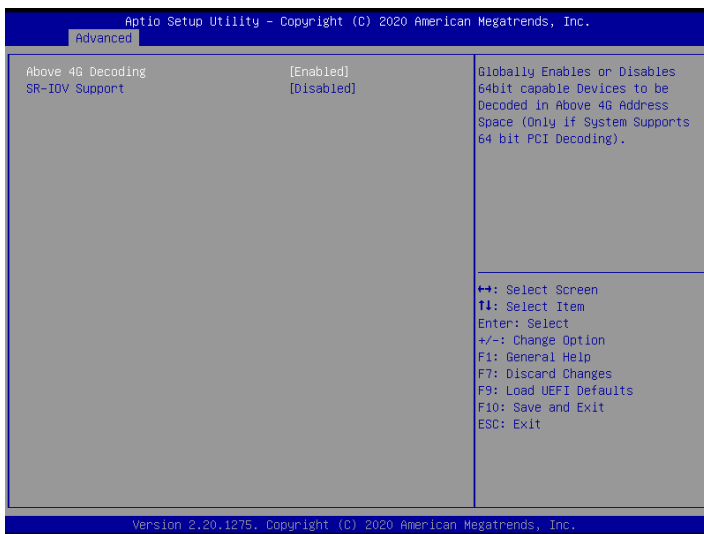 Aptio Setup Utility – Copyright (C) 2020 American Megatrends, Inc.
Advanced
Above 4G Decoding [Enabled]
SR-IOV Support [Disabled]
Globally Enables or Disables
64bit capable Devices to be
Decoded in Above 4G Address
Space (Only if System Supports
64 bit PCI Decoding).
↔: Select Screen
↑↓: Select Item
Enter: Select
+/-: Change Option
F1: General Help
F7: Discard Changes
F9: Load UEFI Defaults
F10: Save and Exit
ESC: Exit
Version 2.20.1275. Copyright (C) 2020 American Megatrends, Inc.